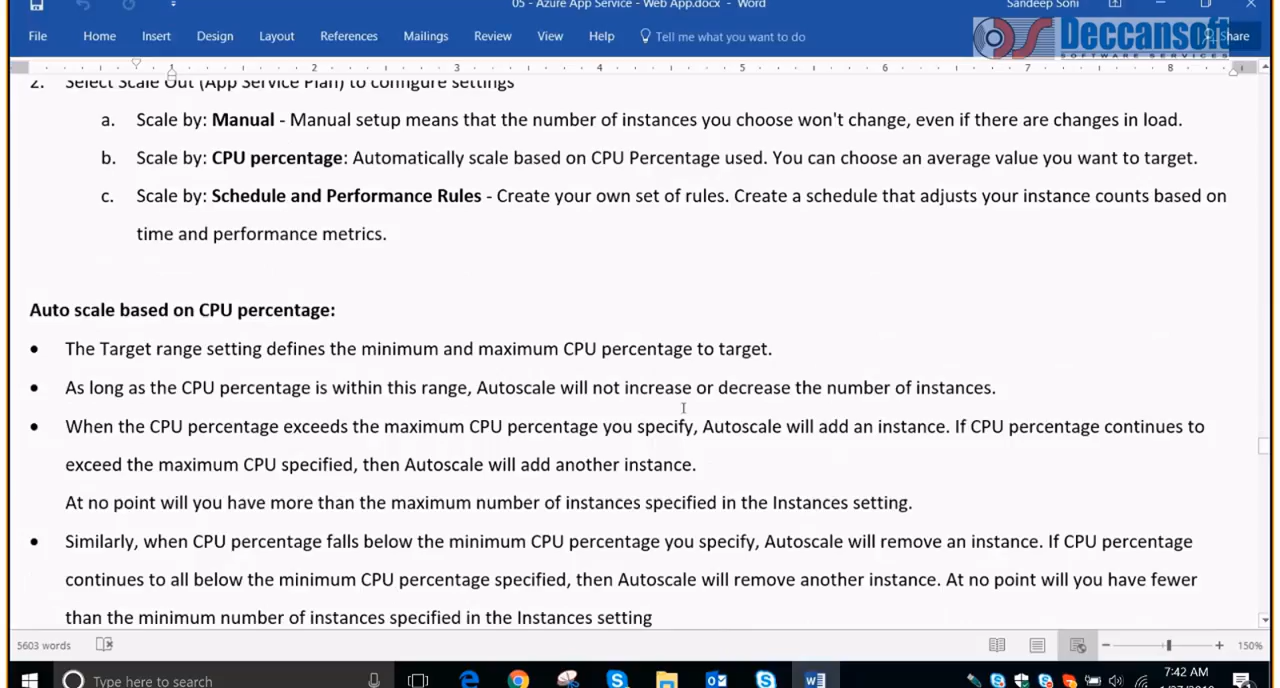 05 - Azure App Service - Web App.docx - Word
Sandeep Soni
File Home Insert Design Layout References Mailings Review View Help Tell me what you want to do Share
Deccansoft
SOFTWARE SERVICES
1 2 3 4 5 6 7 8
2. Select Scale Out (App Service Plan) to configure settings
a. Scale by: Manual - Manual setup means that the number of instances you choose won't change, even if there are changes in load.
b. Scale by: CPU percentage: Automatically scale based on CPU Percentage used. You can choose an average value you want to target.
c. Scale by: Schedule and Performance Rules - Create your own set of rules. Create a schedule that adjusts your instance counts based on
time and performance metrics.
Auto scale based on CPU percentage:
• The Target range setting defines the minimum and maximum CPU percentage to target.
• As long as the CPU percentage is within this range, Autoscale will not increase or decrease the number of instances.
• When the CPU percentage exceeds the maximum CPU percentage you specify, Autoscale will add an instance. If CPU percentage continues to
exceed the maximum CPU specified, then Autoscale will add another instance.
At no point will you have more than the maximum number of instances specified in the Instances setting.
• Similarly, when CPU percentage falls below the minimum CPU percentage you specify, Autoscale will remove an instance. If CPU percentage
continues to all below the minimum CPU percentage specified, then Autoscale will remove another instance. At no point will you have fewer
than the minimum number of instances specified in the Instances setting
5603 words
150%
Type here to search
7:42 AM